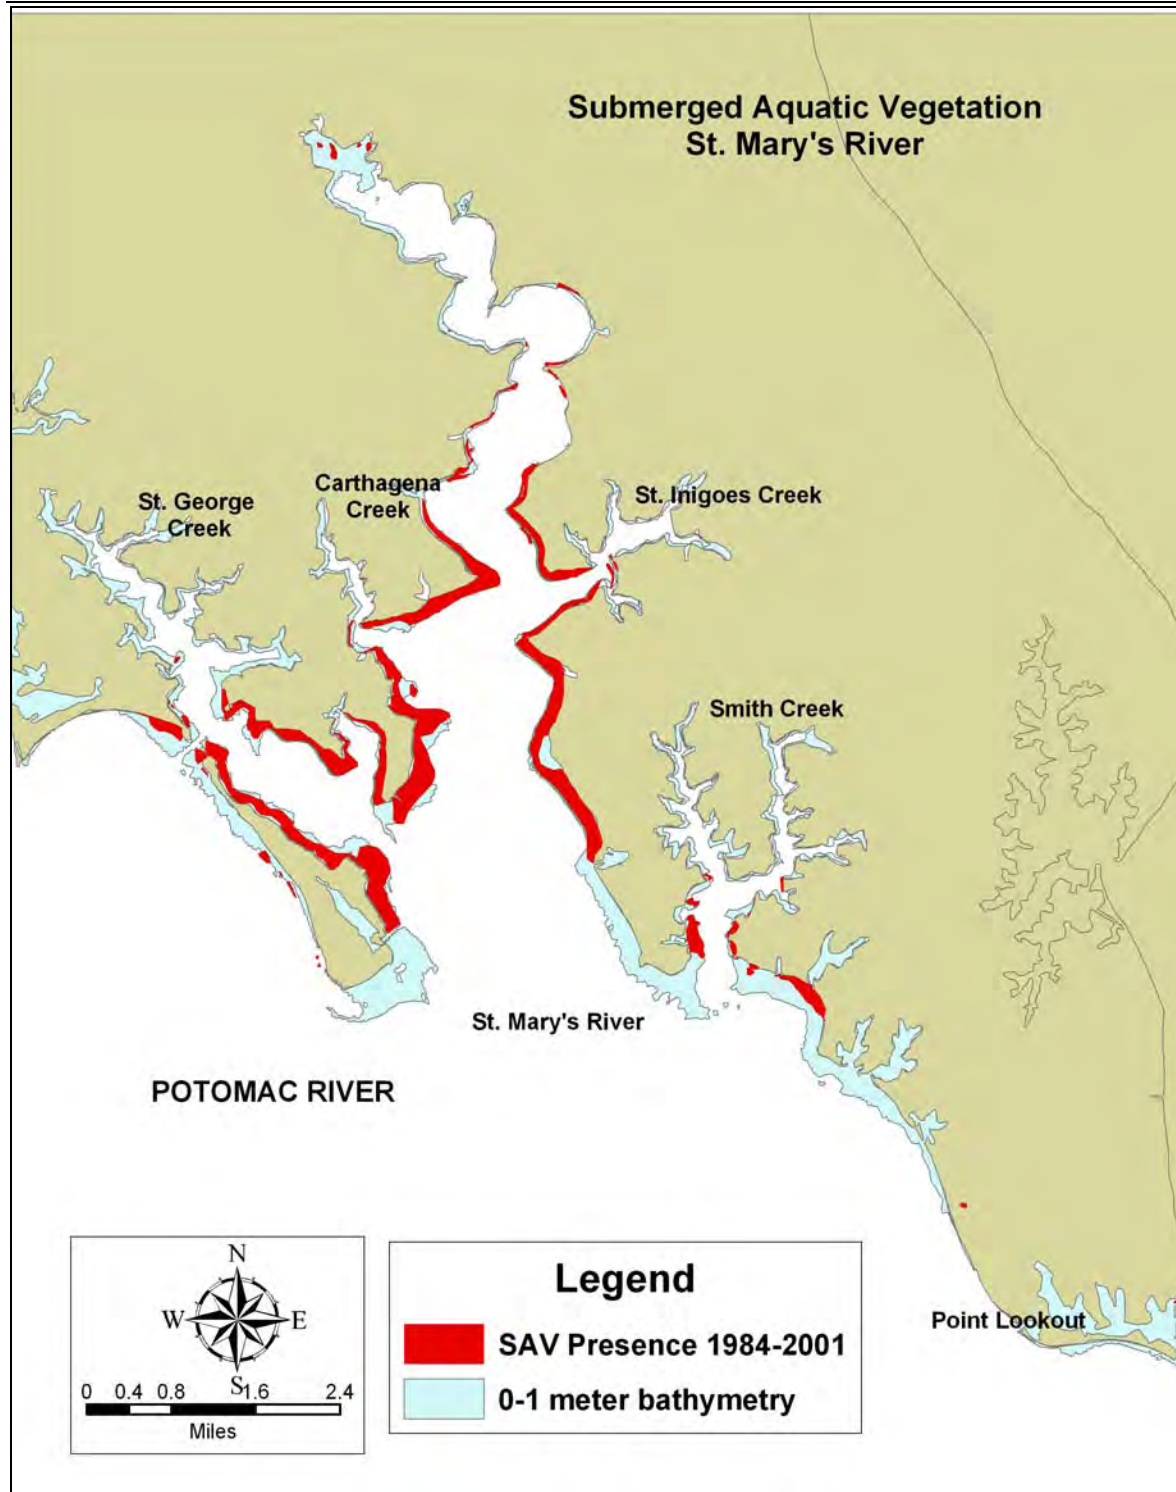 Submerged Aquatic Vegetation
St. Mary's River
St. George
Creek
Carthagena
Creek
St. Inigoes Creek
Smith Creek
St. Mary's River
POTOMAC RIVER
Point Lookout
N
W
E
S
0 0.4 0.8 1.6 2.4
Miles
Legend
SAV Presence 1984-2001
0-1 meter bathymetry